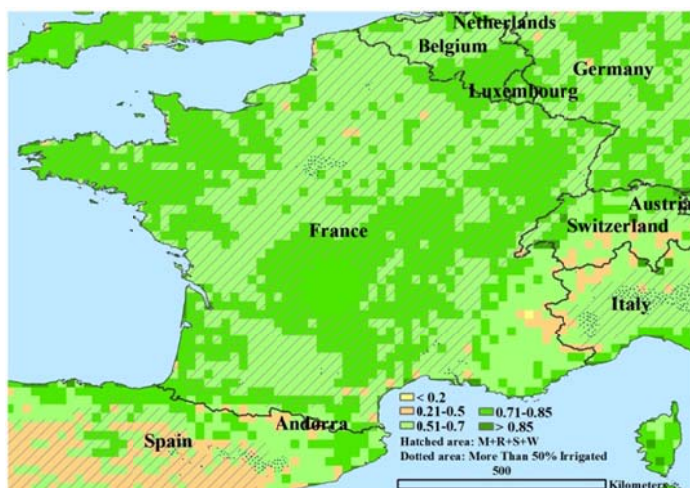 Netherlands
Belgium
Germany
Luxembourg
France
Austria
Switzerland
Italy
Andorra
Spain
< 0.2 0.71-0.85
0.21-0.5 > 0.85
0.51-0.7
Hatched area: M+R+S+W
Dotted area: More Than 50% Irrigated
500
Kilometers